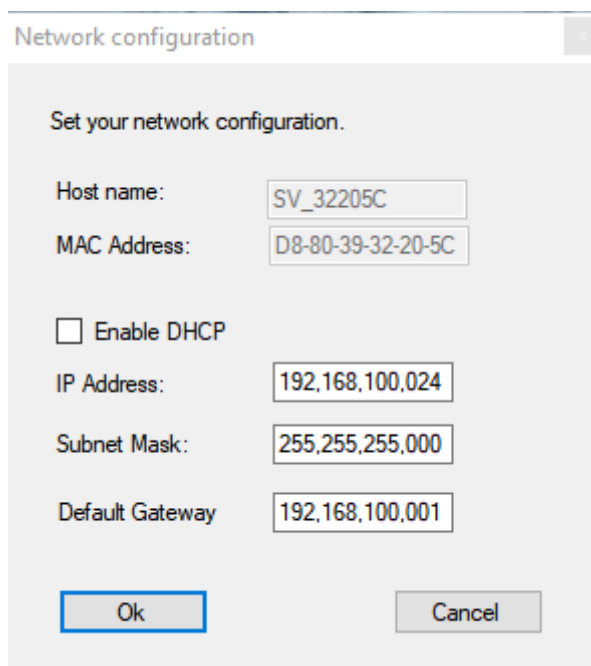 Network configuration
x
Set your network configuration.
Host name: SV_32205C
MAC Address: D8-80-39-32-20-5C
Enable DHCP
IP Address: 192,168,100,024
Subnet Mask: 255,255,255,000
Default Gateway 192,168,100,001
Ok Cancel